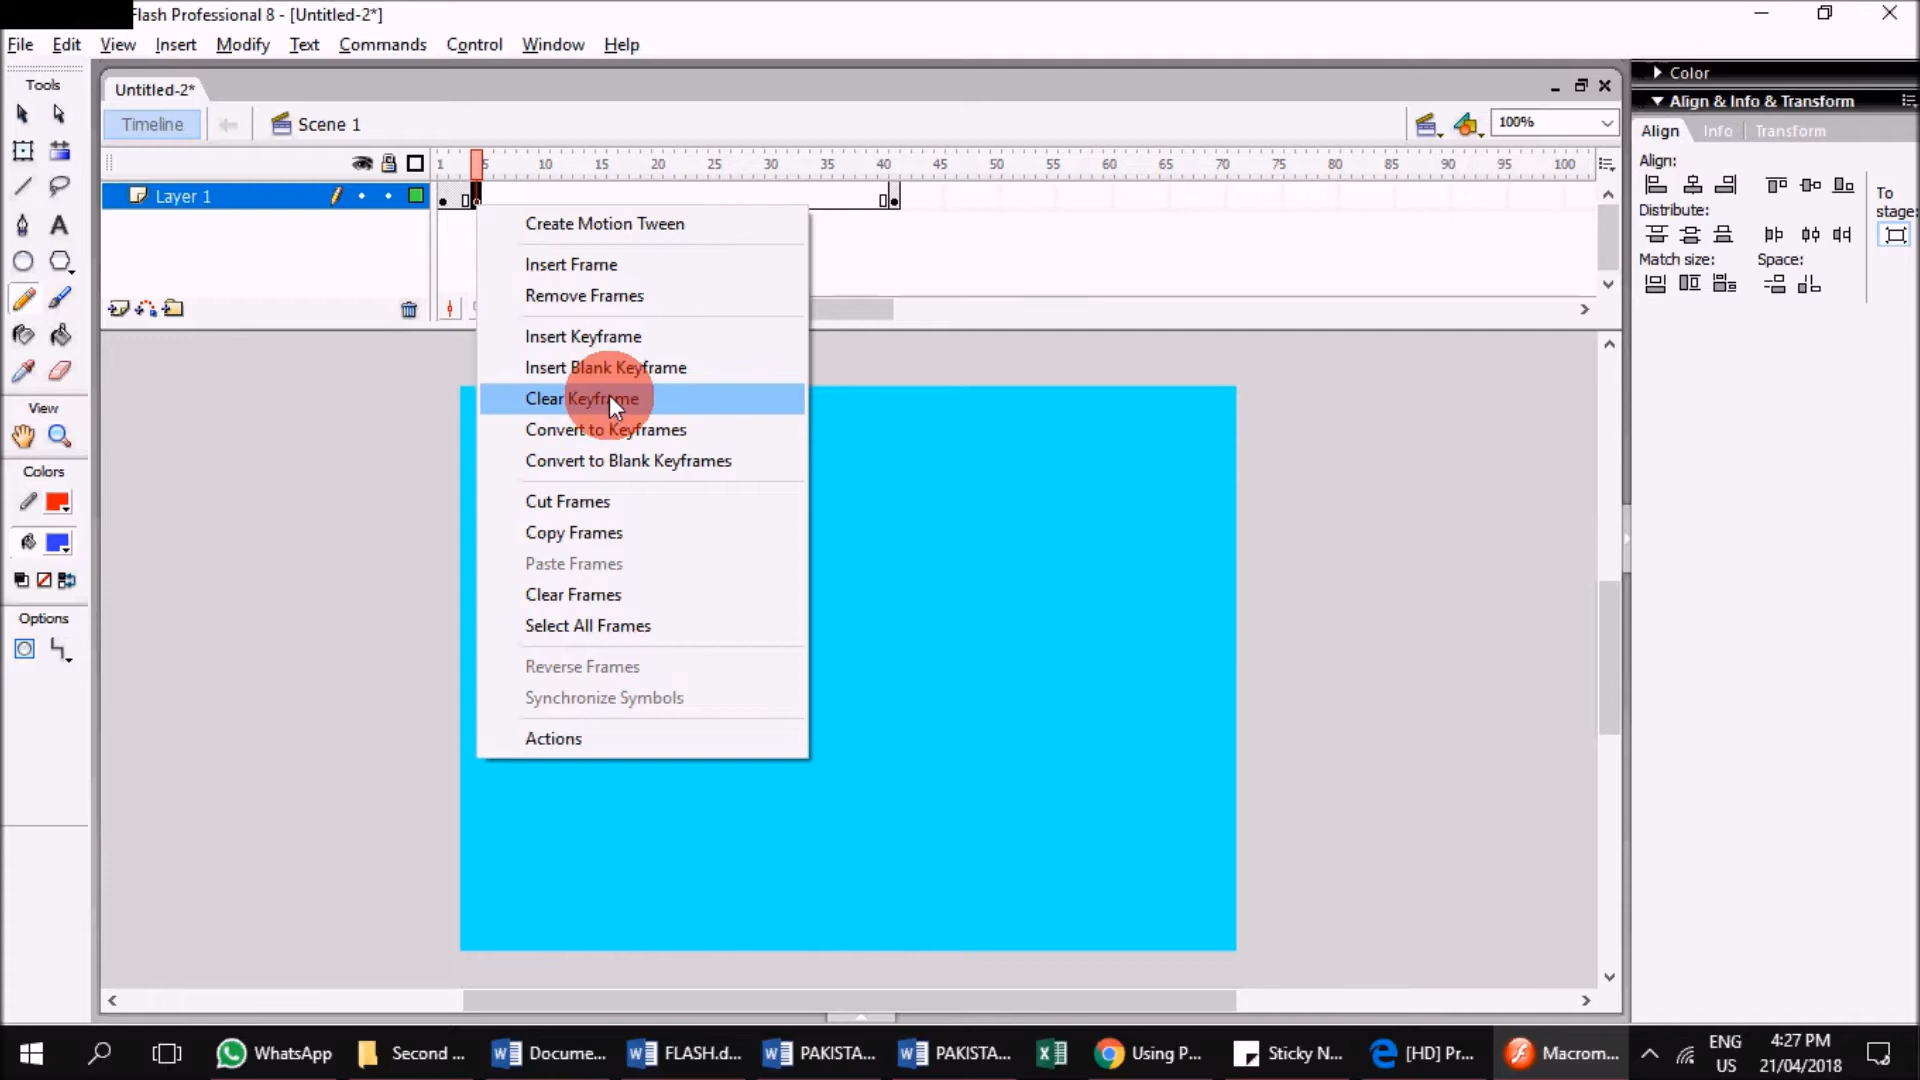 Flash Professional 8 - [Untitled-2*]
File Edit View Insert Modify Text Commands Control Window Help
Tools
Untitled-2*
Timeline
Scene 1
100%
1 5 10 15 20 25 30 35 40 45 50 55 60 65 70 75 80 85 90 95 100
Layer 1
Create Motion Tween
Insert Frame
Remove Frames
Insert Keyframe
Insert Blank Keyframe
Clear Keyframe
Convert to Keyframes
Convert to Blank Keyframes
Cut Frames
Copy Frames
Paste Frames
Clear Frames
Select All Frames
Reverse Frames
Synchronize Symbols
Actions
View
Colors
Options
Color
Align & Info & Transform
Align Info Transform
Align:
To
stage:
Distribute:
Match size: Space:
WhatsApp
Second ...
Docume...
FLASH.d...
PAKISTA...
PAKISTA...
Using P...
Sticky N...
[HD] Pr...
Macrom...
ENG
US
4:27 PM
21/04/2018